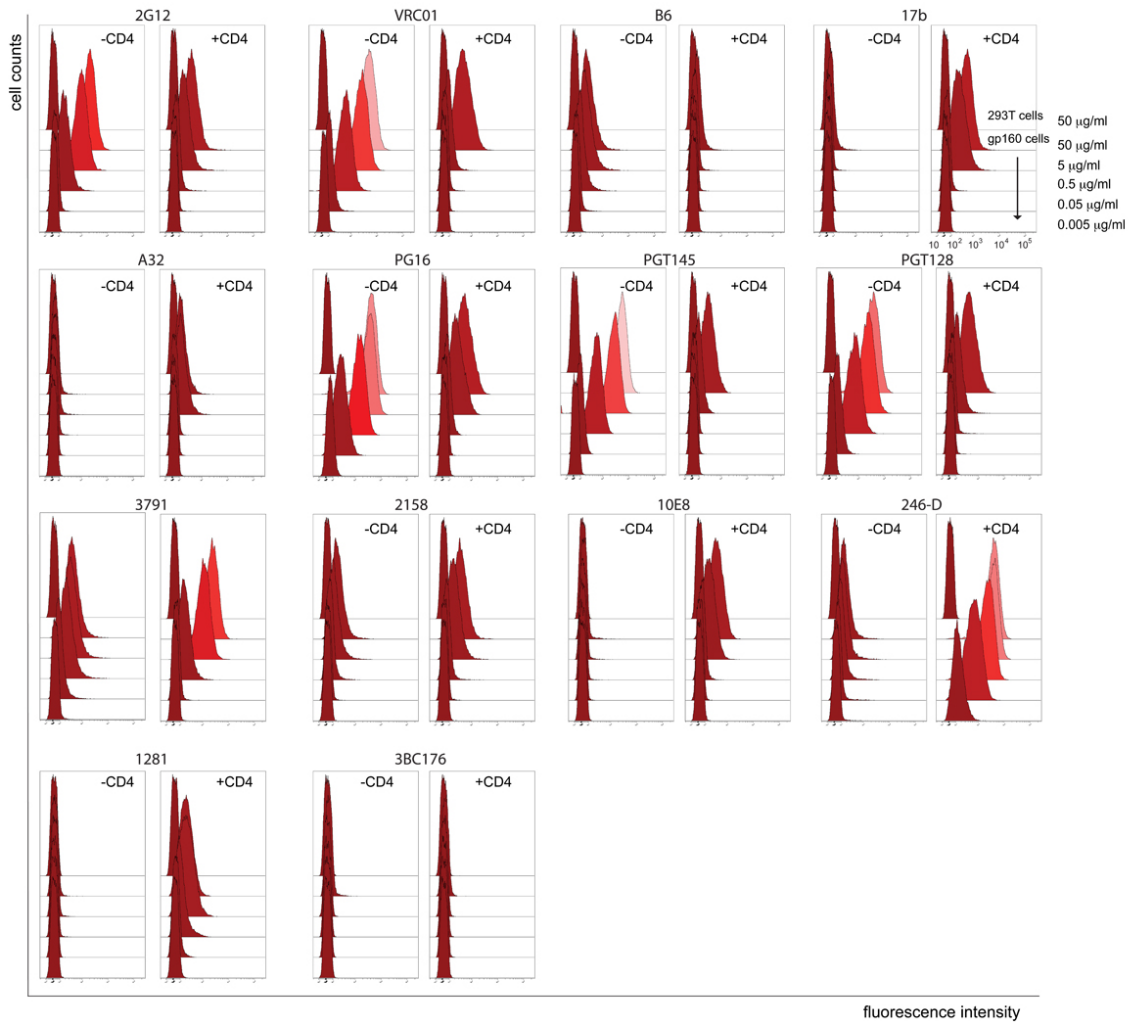 2G12
VRC01
B6
17b
cell counts
-CD4
+CD4
-CD4
+CD4
-CD4
+CD4
-CD4
+CD4
293T cells
50 µg/ml
gp160 cells
50 µg/ml
5 µg/ml
0.5 µg/ml
0.05 µg/ml
0.005 µg/ml
10 10² 10³ 10⁴ 10⁵
A32
PG16
PGT145
PGT128
-CD4
+CD4
-CD4
+CD4
-CD4
+CD4
-CD4
+CD4
3791
2158
10E8
246-D
-CD4
+CD4
-CD4
+CD4
-CD4
+CD4
1281
3BC176
-CD4
+CD4
-CD4
+CD4
fluorescence intensity